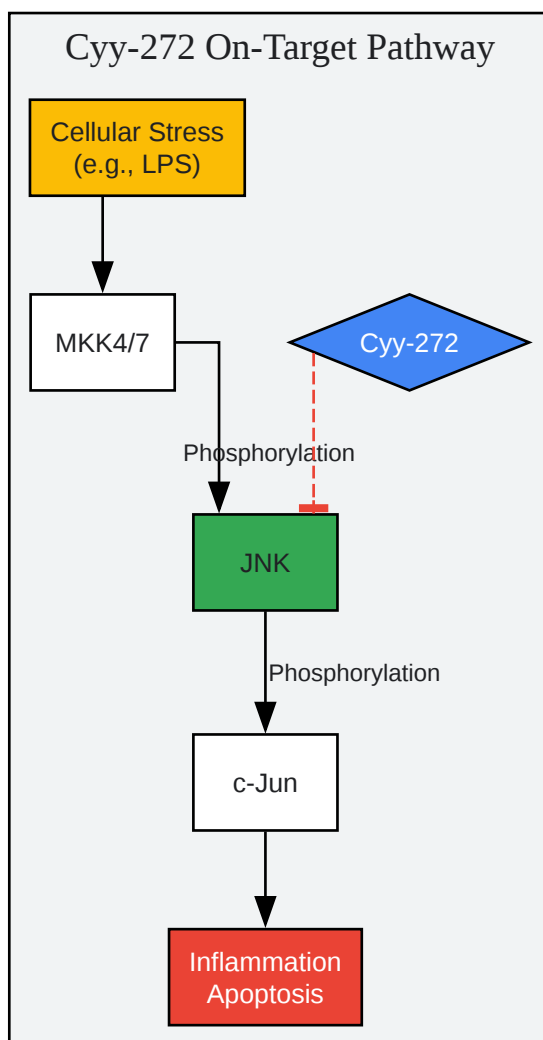 Cyy-272 On-Target Pathway
Cellular Stress
(e.g., LPS)
MKK4/7
Cyy-272
Phosphorylation
JNK
Phosphorylation
c-Jun
Inflammation
Apoptosis